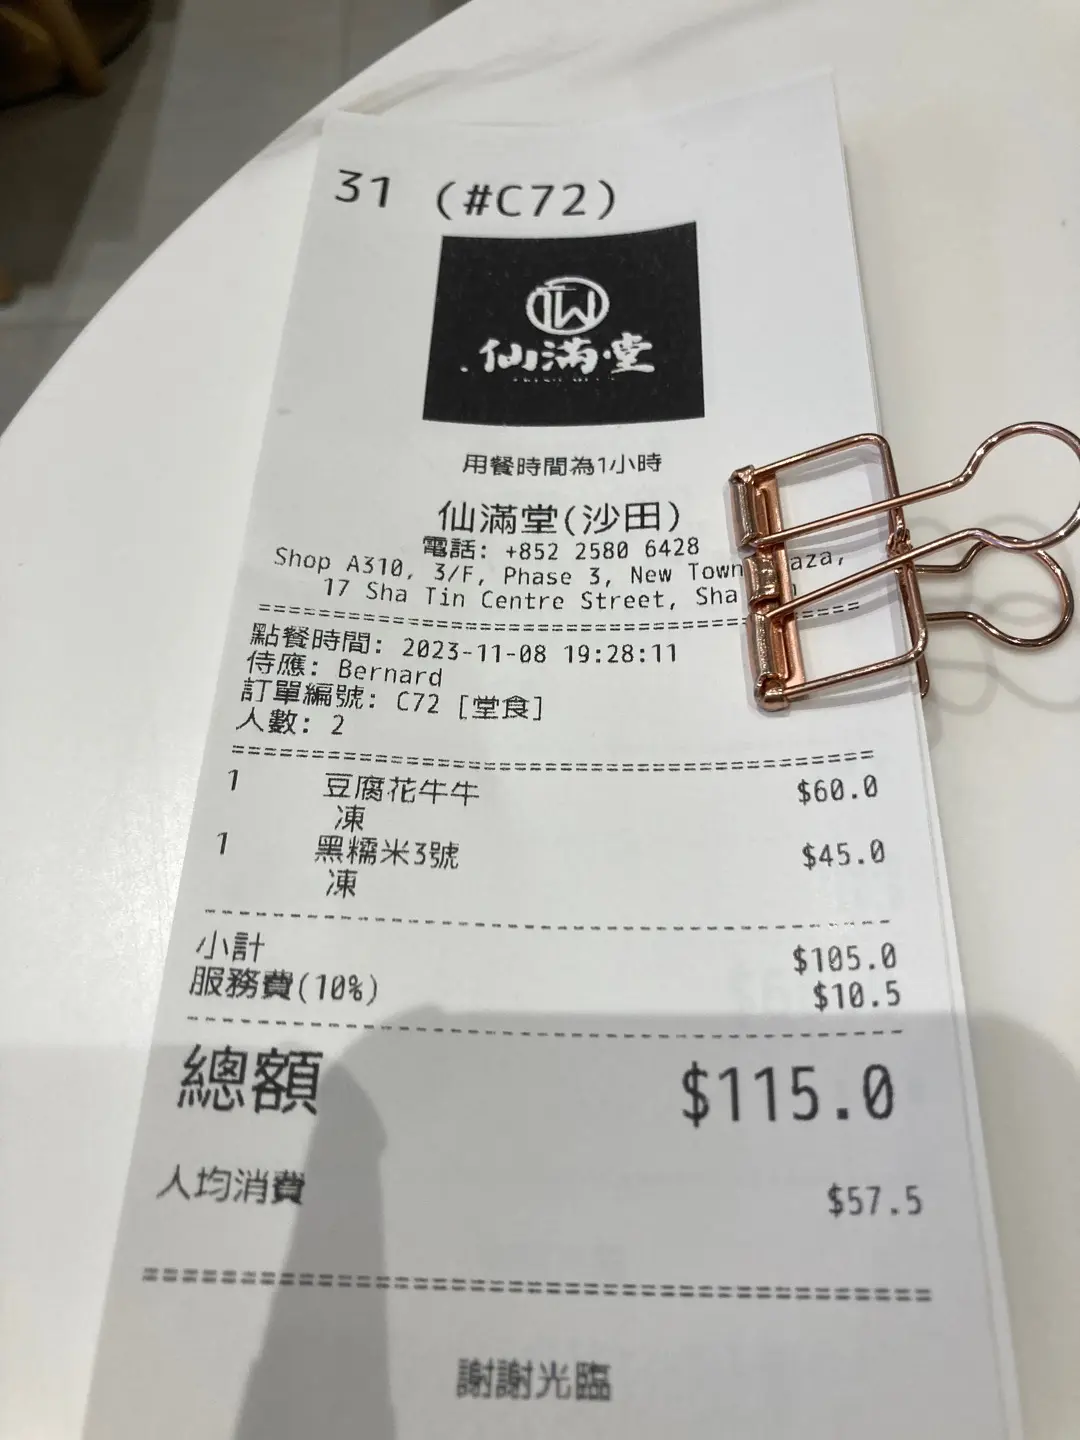 31 (#C72)
仙滿堂
用餐時間為1小時
仙滿堂(沙田)
電話: +852 2580 6428
Shop A310, 3/F, Phase 3, New Town
17 Sha Tin Centre Street, Sha
點餐時間: 2023-11-08 19:28:11
侍應: Bernard
訂單編號: C72 [堂食]
人數: 2
1 豆腐花牛牛 $60.0
凍
1 黑糯米3號 $45.0
凍
小計 $105.0
服務費(10%) $10.5
總額 $115.0
人均消費 $57.5
謝謝光臨